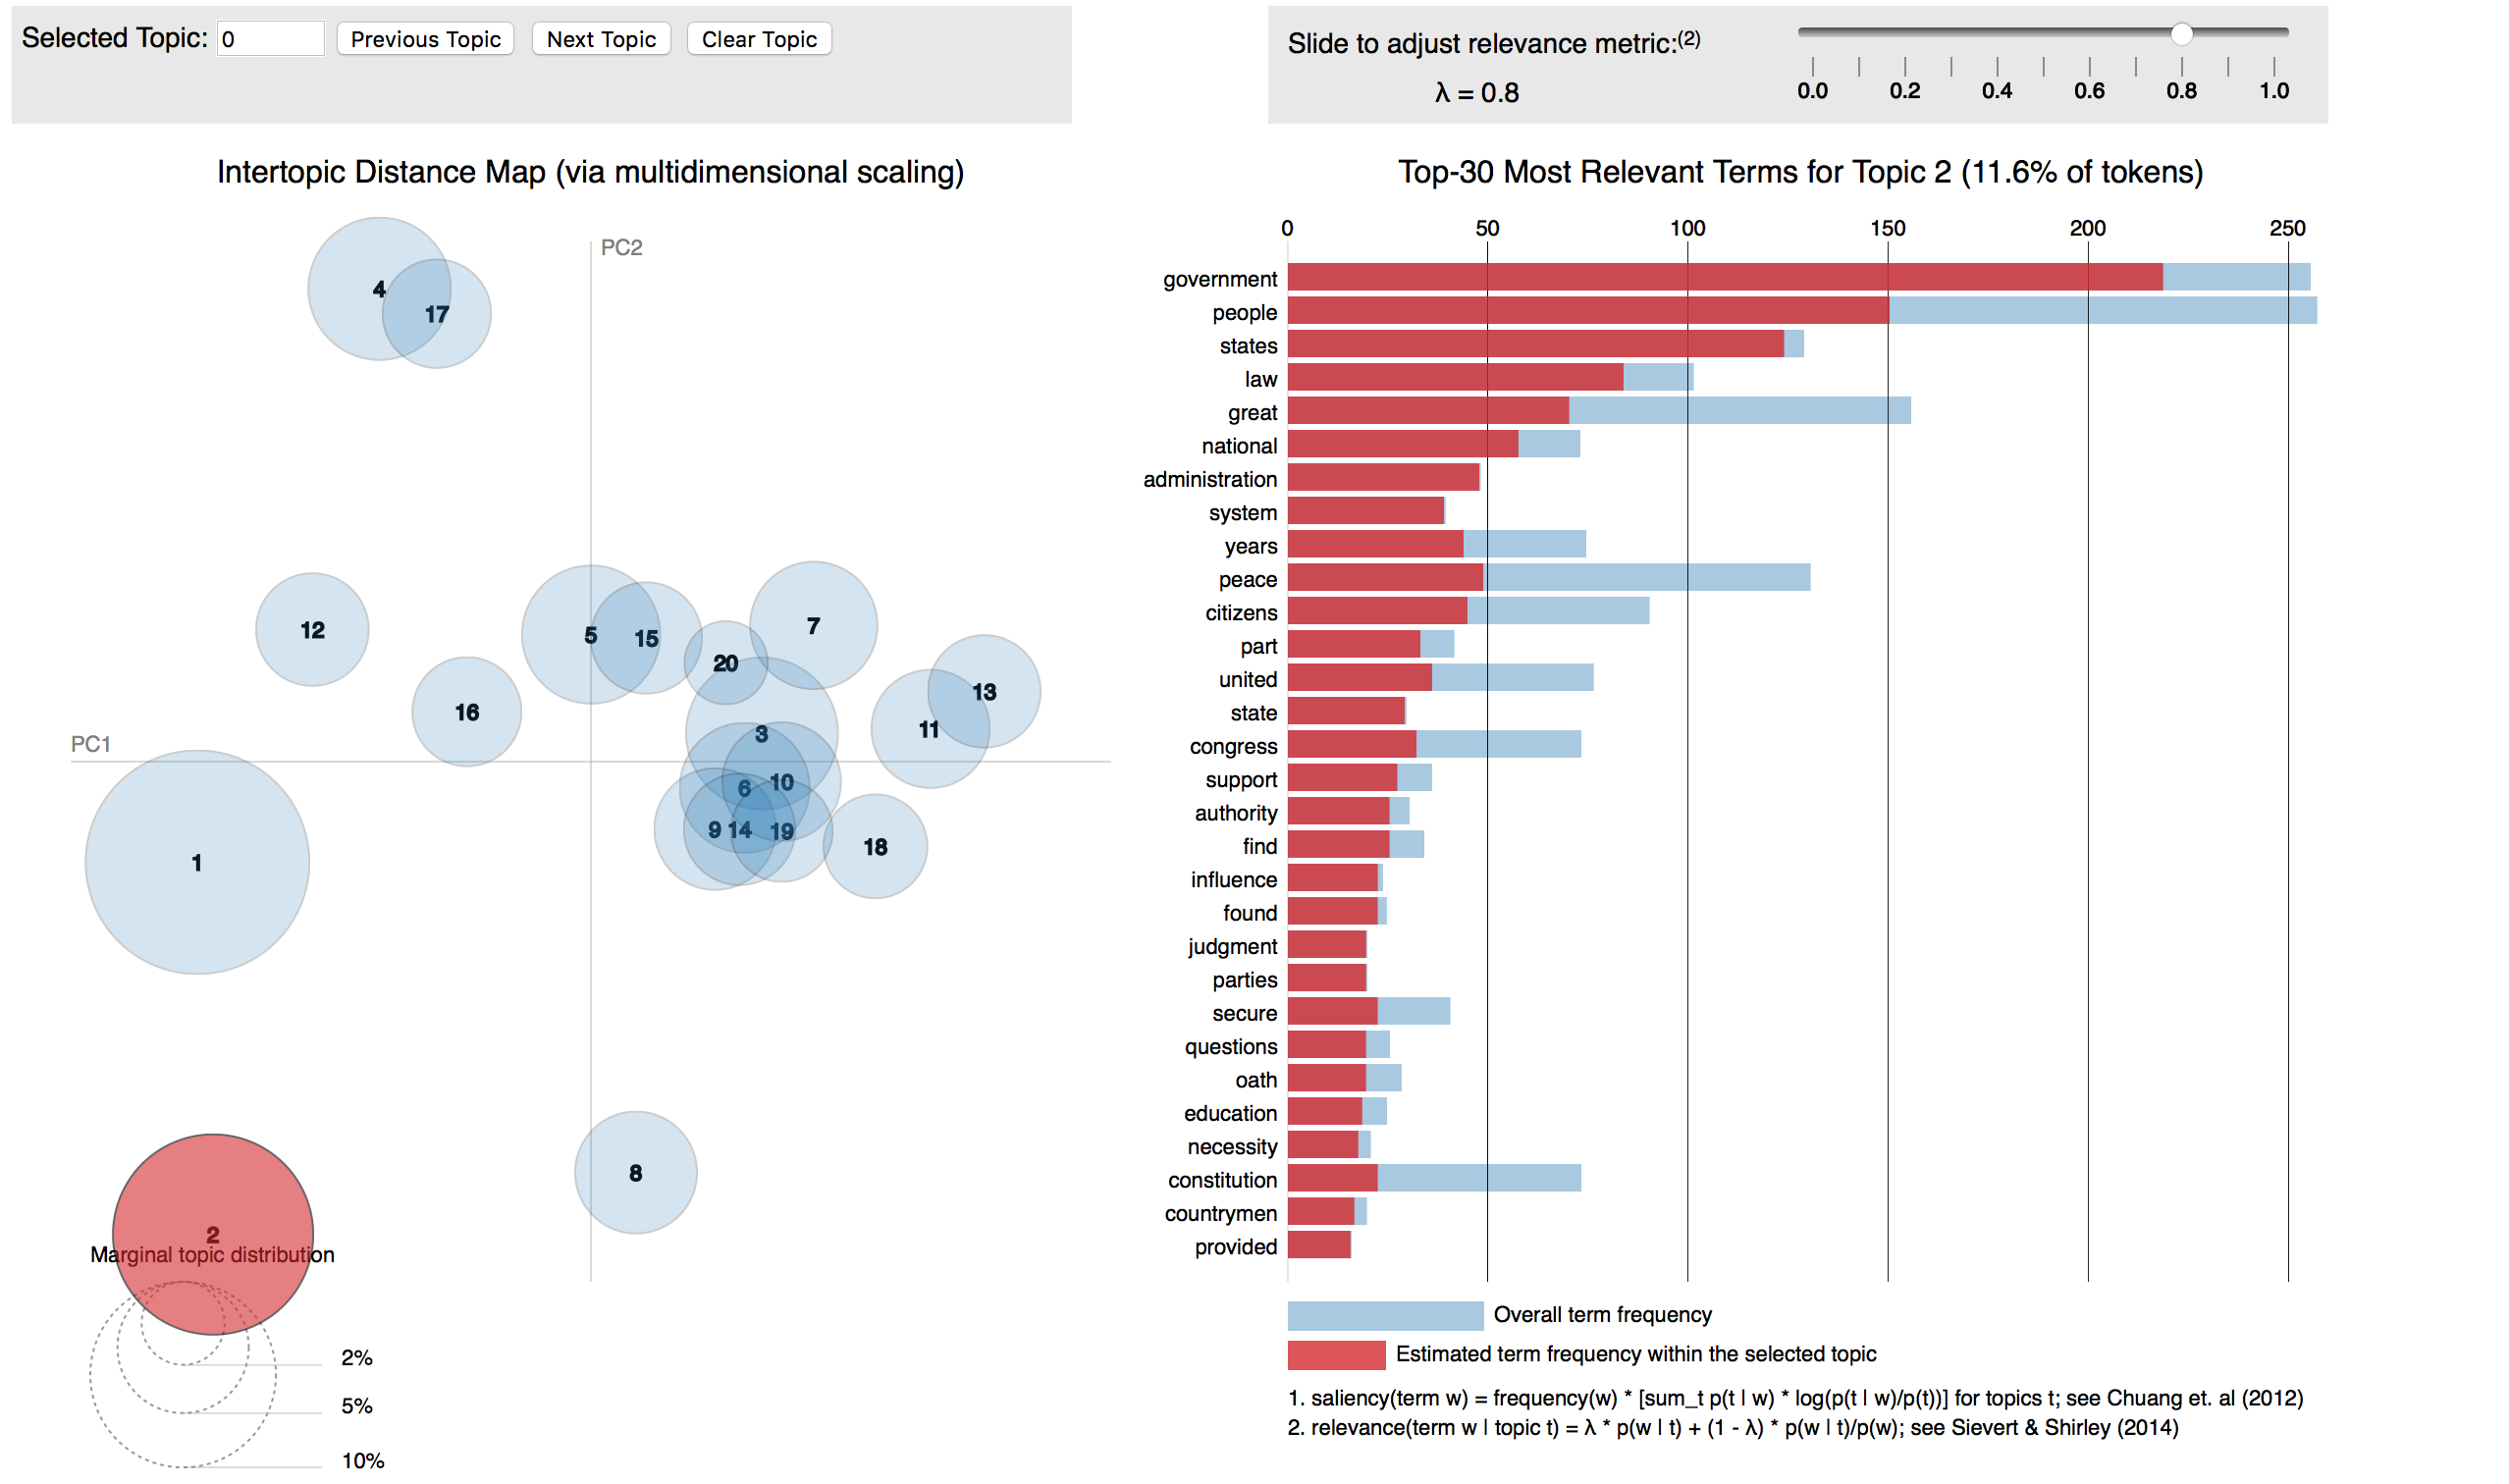 Selected Topic: 0 Previous Topic Next Topic Clear Topic
Slide to adjust relevance metric:(2)
λ = 0.8
0.0 0.2 0.4 0.6 0.8 1.0
Intertopic Distance Map (via multidimensional scaling)
PC2
PC1
4
17
12
5
15
20
7
16
13
11
3
10
6
9
14
19
18
1
8
2
Marginal topic distribution
2%
5%
10%
Top-30 Most Relevant Terms for Topic 2 (11.6% of tokens)
0 50 100 150 200 250
government
people
states
law
great
national
administration
system
years
peace
citizens
part
united
state
congress
support
authority
find
influence
found
judgment
parties
secure
questions
oath
education
necessity
constitution
countrymen
provided
Overall term frequency
Estimated term frequency within the selected topic
1. saliency(term w) = frequency(w) * [sum_t p(t | w) * log(p(t | w)/p(t))] for topics t; see Chuang et. al (2012)
2. relevance(term w | topic t) = λ * p(w | t) + (1 - λ) * p(w | t)/p(w); see Sievert & Shirley (2014)